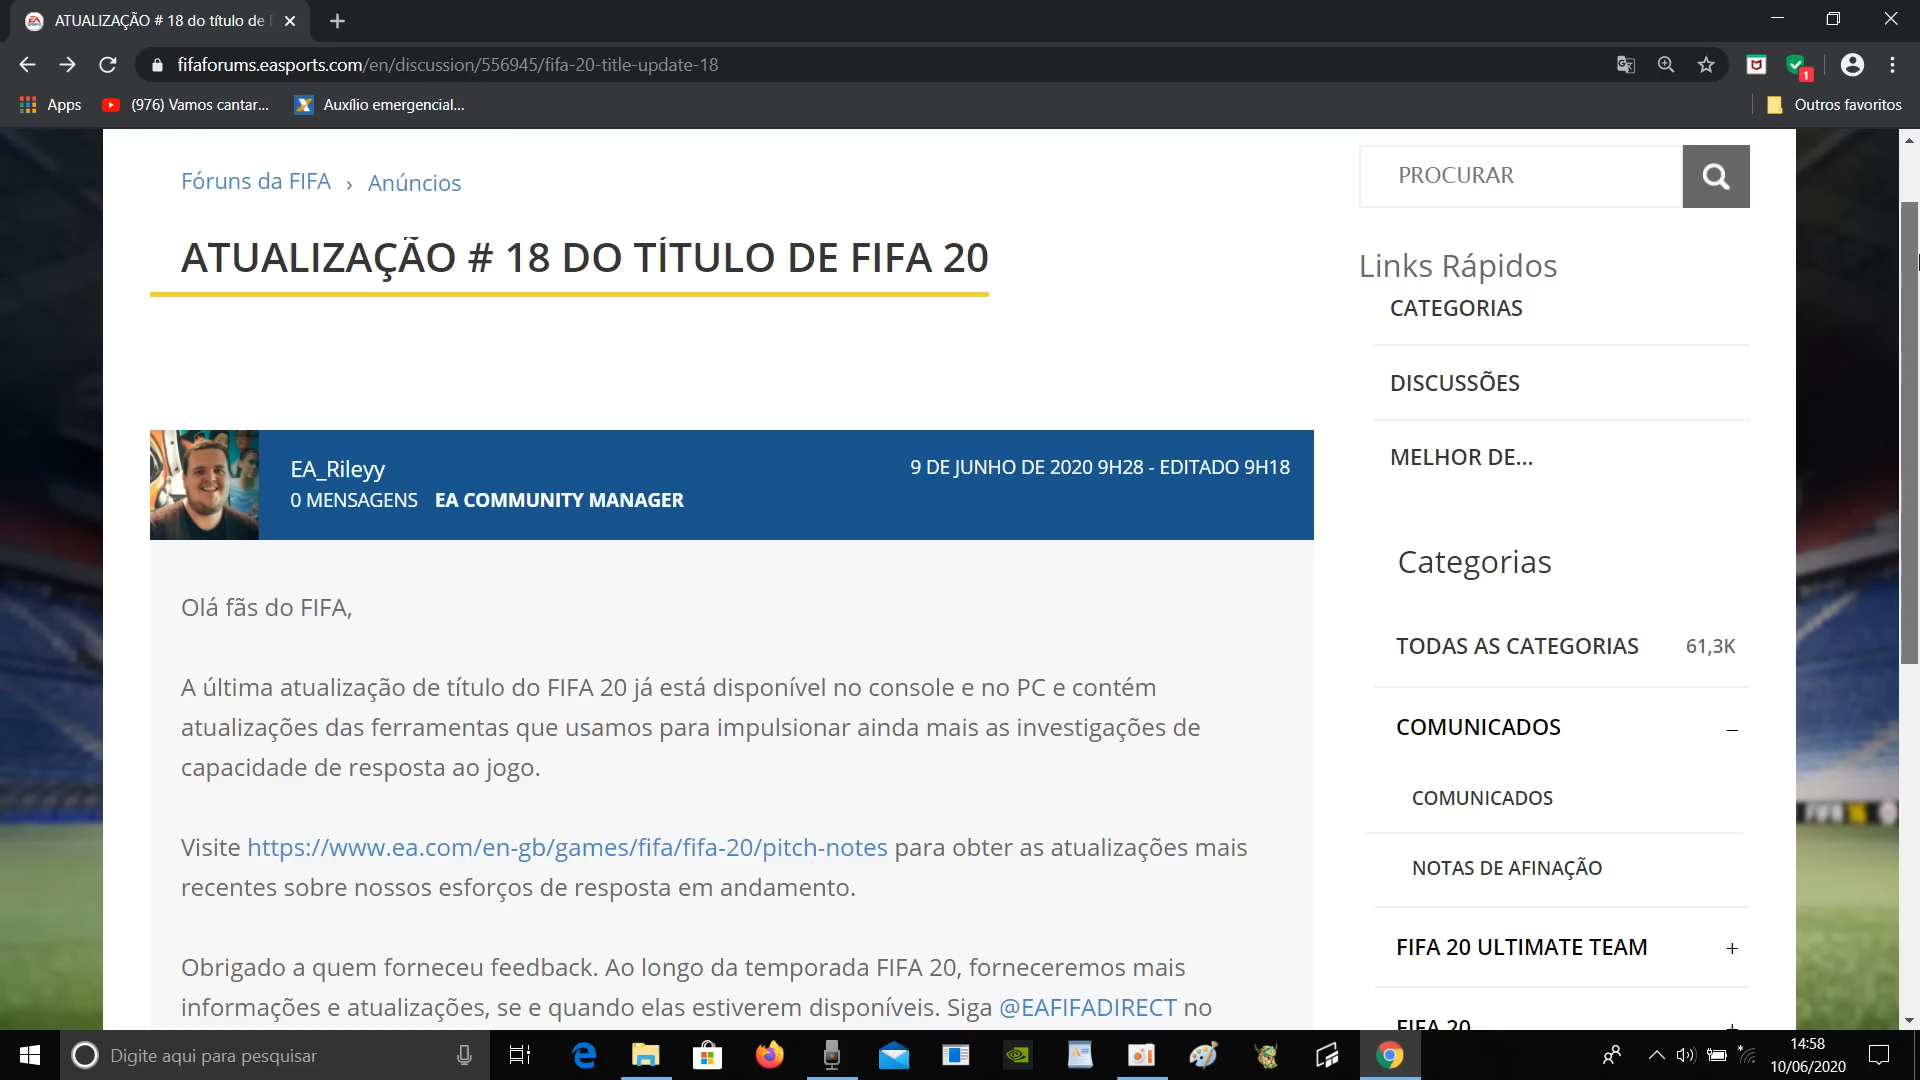 ATUALIZAÇÃO # 18 do título de
fifaforums.easports.com/en/discussion/556945/fifa-20-title-update-18
1
Apps
(976) Vamos cantar...
Auxílio emergencial...
Outros favoritos
Fóruns da FIFA › Anúncios
ATUALIZAÇÃO # 18 DO TÍTULO DE FIFA 20
EA_Rileyy
0 MENSAGENS EA COMMUNITY MANAGER
9 DE JUNHO DE 2020 9H28 - EDITADO 9H18
Olá fãs do FIFA,
A última atualização de título do FIFA 20 já está disponível no console e no PC e contém
atualizações das ferramentas que usamos para impulsionar ainda mais as investigações de
capacidade de resposta ao jogo.
Visite https://www.ea.com/en-gb/games/fifa/fifa-20/pitch-notes para obter as atualizações mais
recentes sobre nossos esforços de resposta em andamento.
Obrigado a quem forneceu feedback. Ao longo da temporada FIFA 20, forneceremos mais
informações e atualizações, se e quando elas estiverem disponíveis. Siga @EAFIFADIRECT no
PROCURAR
Links Rápidos
CATEGORIAS
DISCUSSÕES
MELHOR DE...
Categorias
TODAS AS CATEGORIAS 61,3K
COMUNICADOS –
COMUNICADOS
NOTAS DE AFINAÇÃO
FIFA 20 ULTIMATE TEAM +
FIFA 20 +
Digite aqui para pesquisar
14:58
10/06/2020